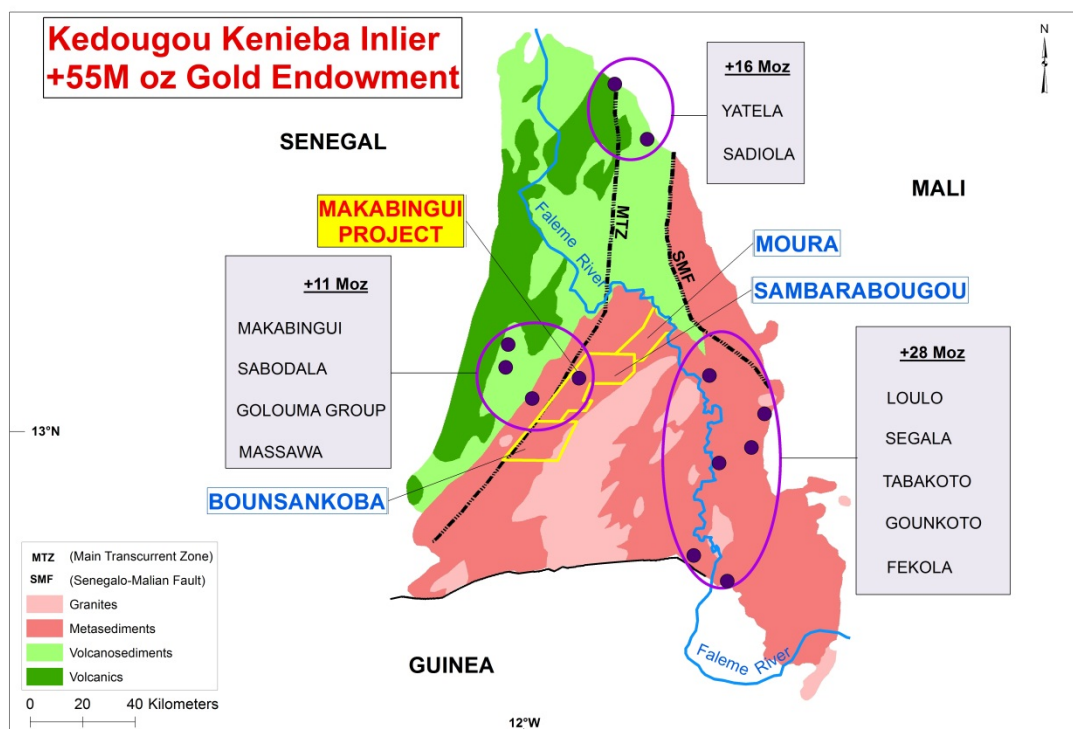 Kedougou Kenieba Inlier
+55M oz Gold Endowment
N
+16 Moz
YATELA
SADIOLA
SENEGAL
MALI
MAKABINGUI
PROJECT
Faleme River
MTZ
SMF
MOURA
SAMBARABOUGOU
+11 Moz
MAKABINGUI
SABODALA
GOLOUMA GROUP
MASSAWA
+28 Moz
LOULO
SEGALA
TABAKOTO
GOUNKOTO
FEKOLA
13°N
BOUNSANKOBA
MTZ (Main Transcurrent Zone)
SMF (Senegalo-Malian Fault)
Granites
Metasediments
Volcanosediments
Volcanics
0 20 40 Kilometers
GUINEA
Faleme River
12°W